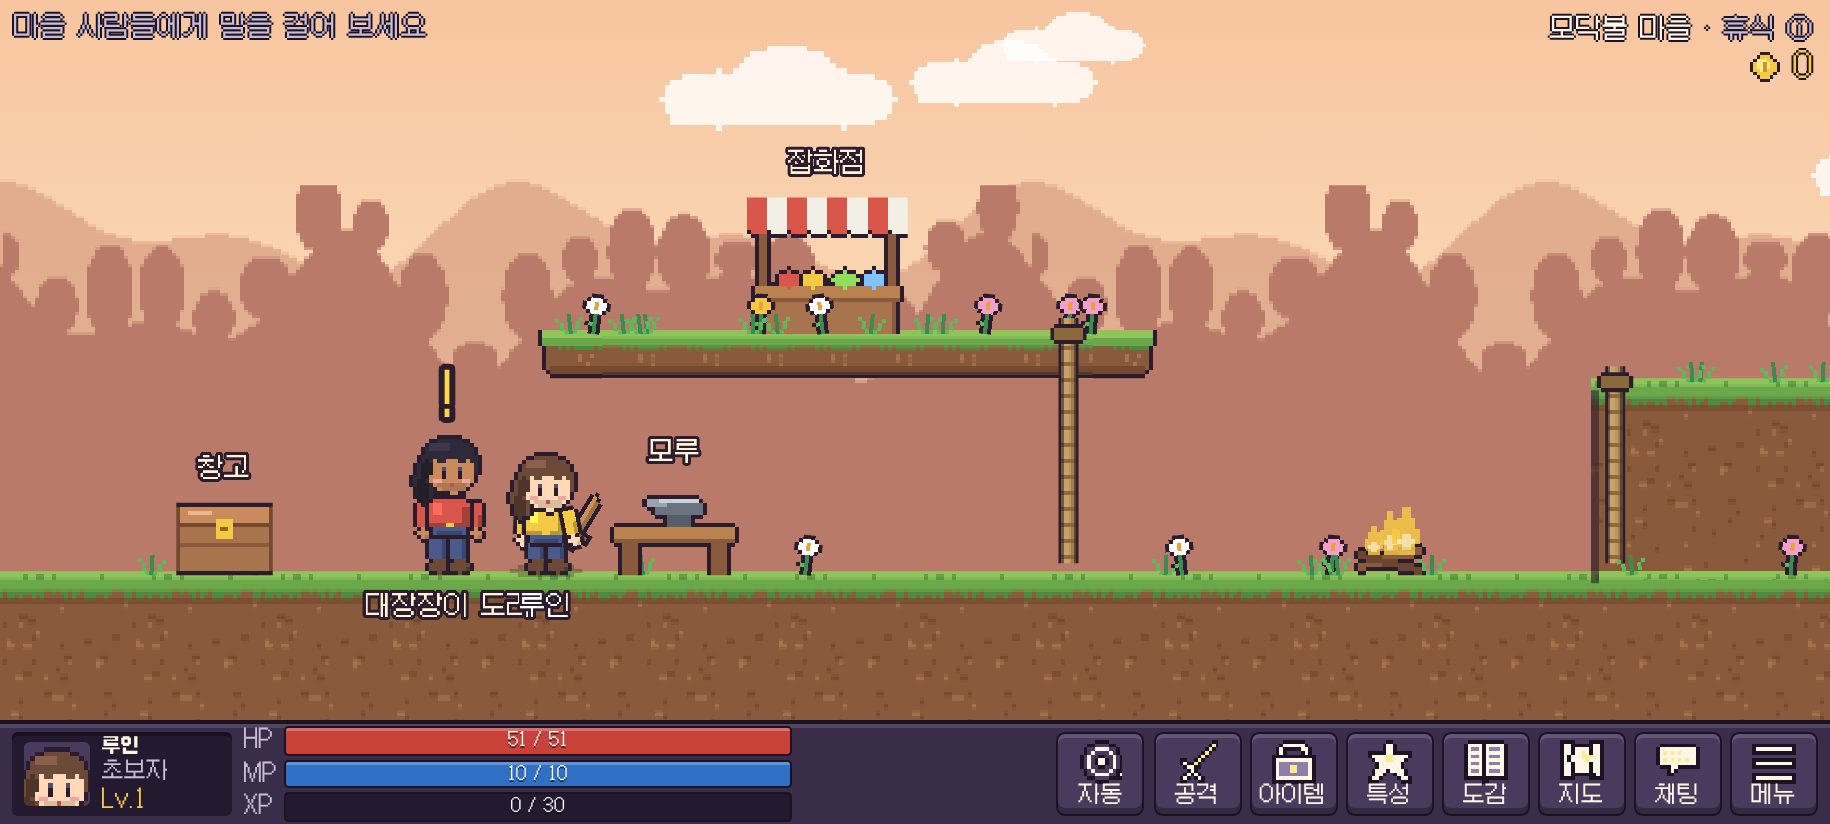 마을 사람들에게 말을 걸어 보세요
모닥불 마을 · 휴식 ①
0
잡화점
창고
모루
대장장이
루인
루인
초보자
Lv.1
HP
51 / 51
MP
10 / 10
XP
0 / 30
자동
공격
아이템
특성
도감
지도
채팅
메뉴